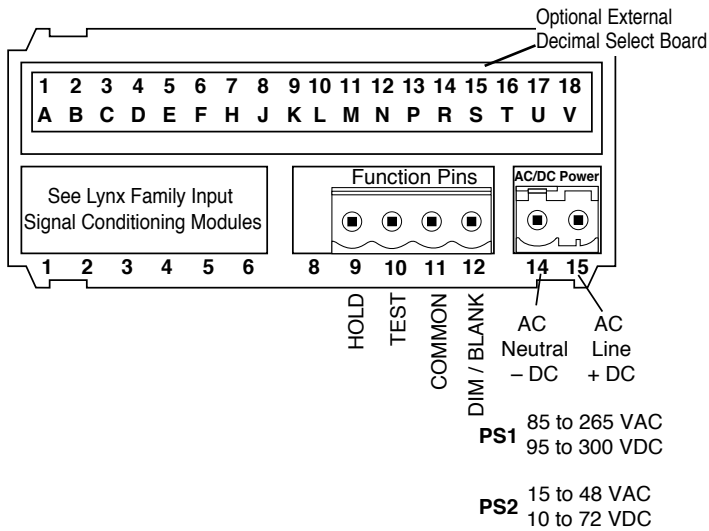 Optional External
Decimal Select Board
1 2 3 4 5 6 7 8 9 10 11 12 13 14 15 16 17 18
A B C D E F H J K L M N P R S T U V
See Lynx Family Input
Signal Conditioning Modules
Function Pins
AC/DC Power
1 2 3 4 5 6 8 9 10 11 12 14 15
HOLD
TEST
COMMON
DIM / BLANK
AC
Neutral
– DC
AC
Line
+ DC
PS1 85 to 265 VAC
95 to 300 VDC
PS2 15 to 48 VAC
10 to 72 VDC